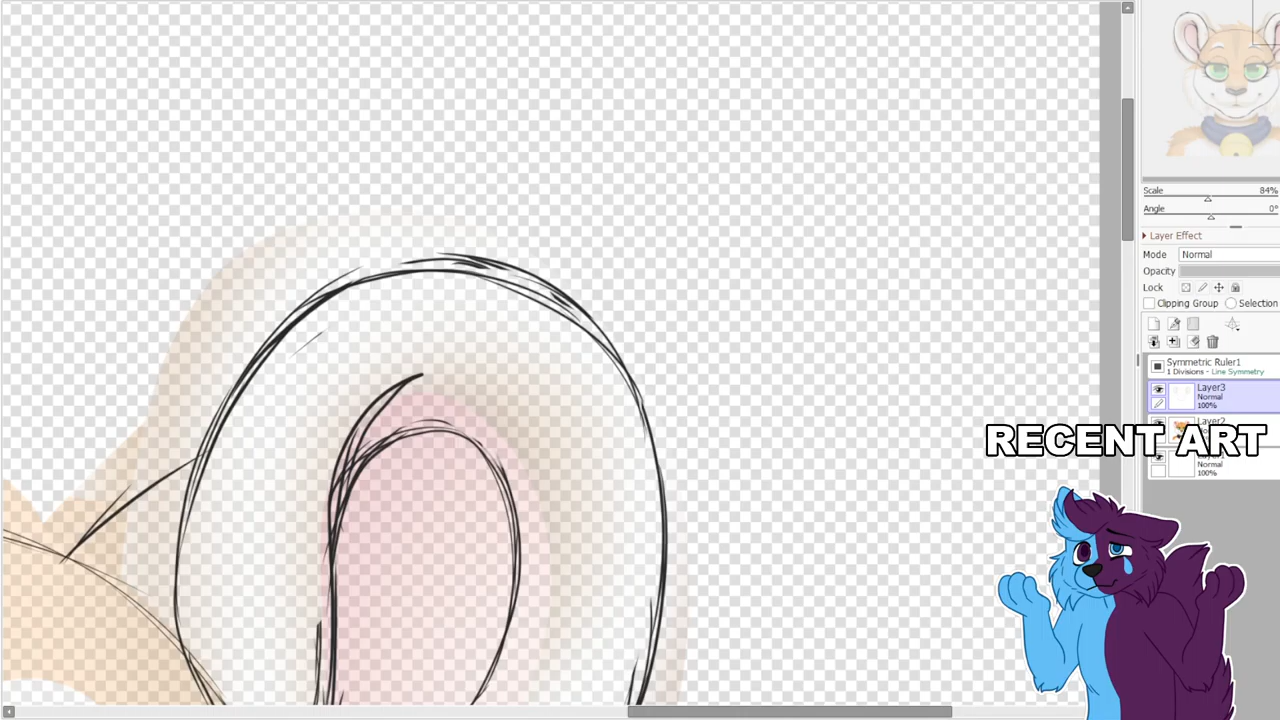 Scale 84%
Angle 0°
Layer Effect
Mode Normal
Opacity
Lock
Clipping Group Selection
Symmetric Ruler1
1 Divisions - Line Symmetry
Layer3
Normal
100%
Layer2
RECENT ART
Normal
100%